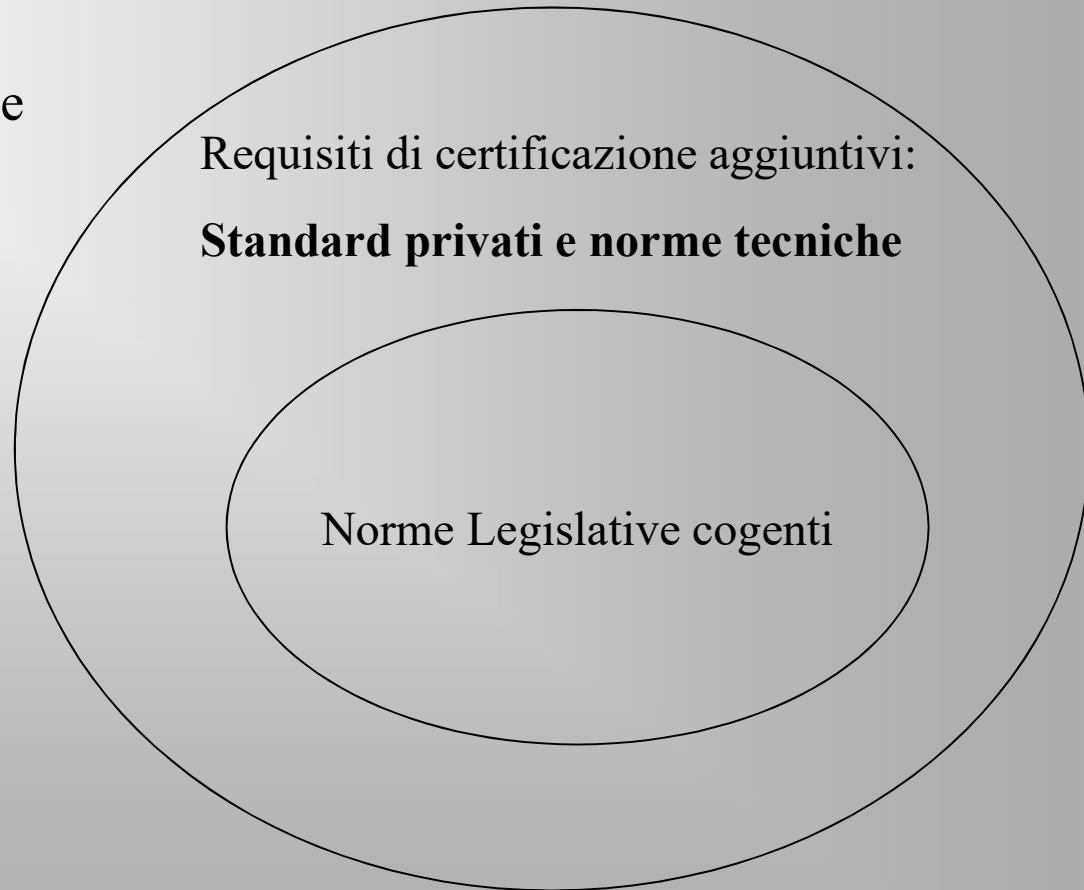 e
Requisiti di certificazione aggiuntivi:
Standard privati e norme tecniche
Norme Legislative cogenti